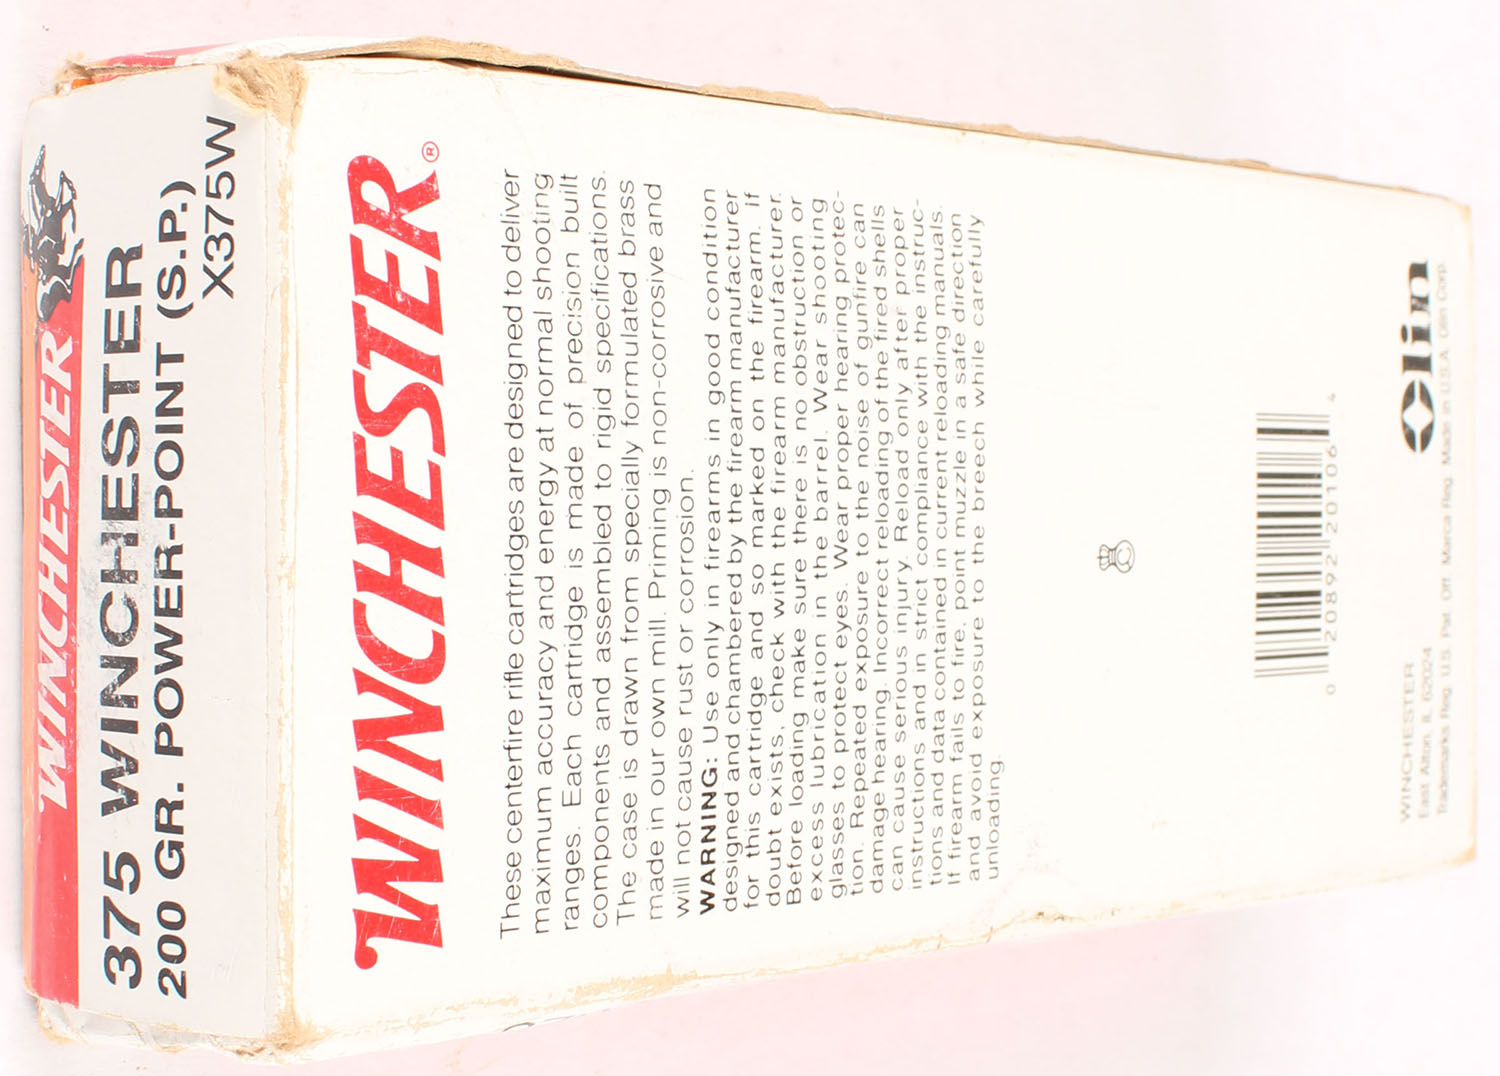 WINCHESTER
375 WINCHESTER
200 GR. POWER-POINT (S.P.)
X375W
WINCHESTER®
These centerfire rifle cartridges are designed to deliver
maximum accuracy and energy at normal shooting
ranges. Each cartridge is made of precision built
components and assembled to rigid specifications.
The case is drawn from specially formulated brass
made in our own mill. Priming is non-corrosive and
will not cause rust or corrosion.
WARNING: Use only in firearms in good condition
designed and chambered by the firearm manufacturer
for this cartridge and so marked on the firearm. If
doubt exists, check with the firearm manufacturer.
Before loading make sure there is no obstruction or
excess lubrication in the barrel. Wear shooting
glasses to protect eyes. Wear proper hearing protec-
tion. Repeated exposure to the noise of gunfire can
damage hearing. Incorrect reloading of the fired shells
can cause serious injury. Reload only after proper
instructions and in strict compliance with the instruc-
tions and data contained in current reloading manuals.
If firearm fails to fire, point muzzle in a safe direction
and avoid exposure to the breech while carefully
unloading.
C
0 20892 20106 4
Olin
WINCHESTER
East Alton, IL 62024
Trademarks Reg. U.S. Pat. Off. Marca Reg. Made in U.S.A. Olin Corp.